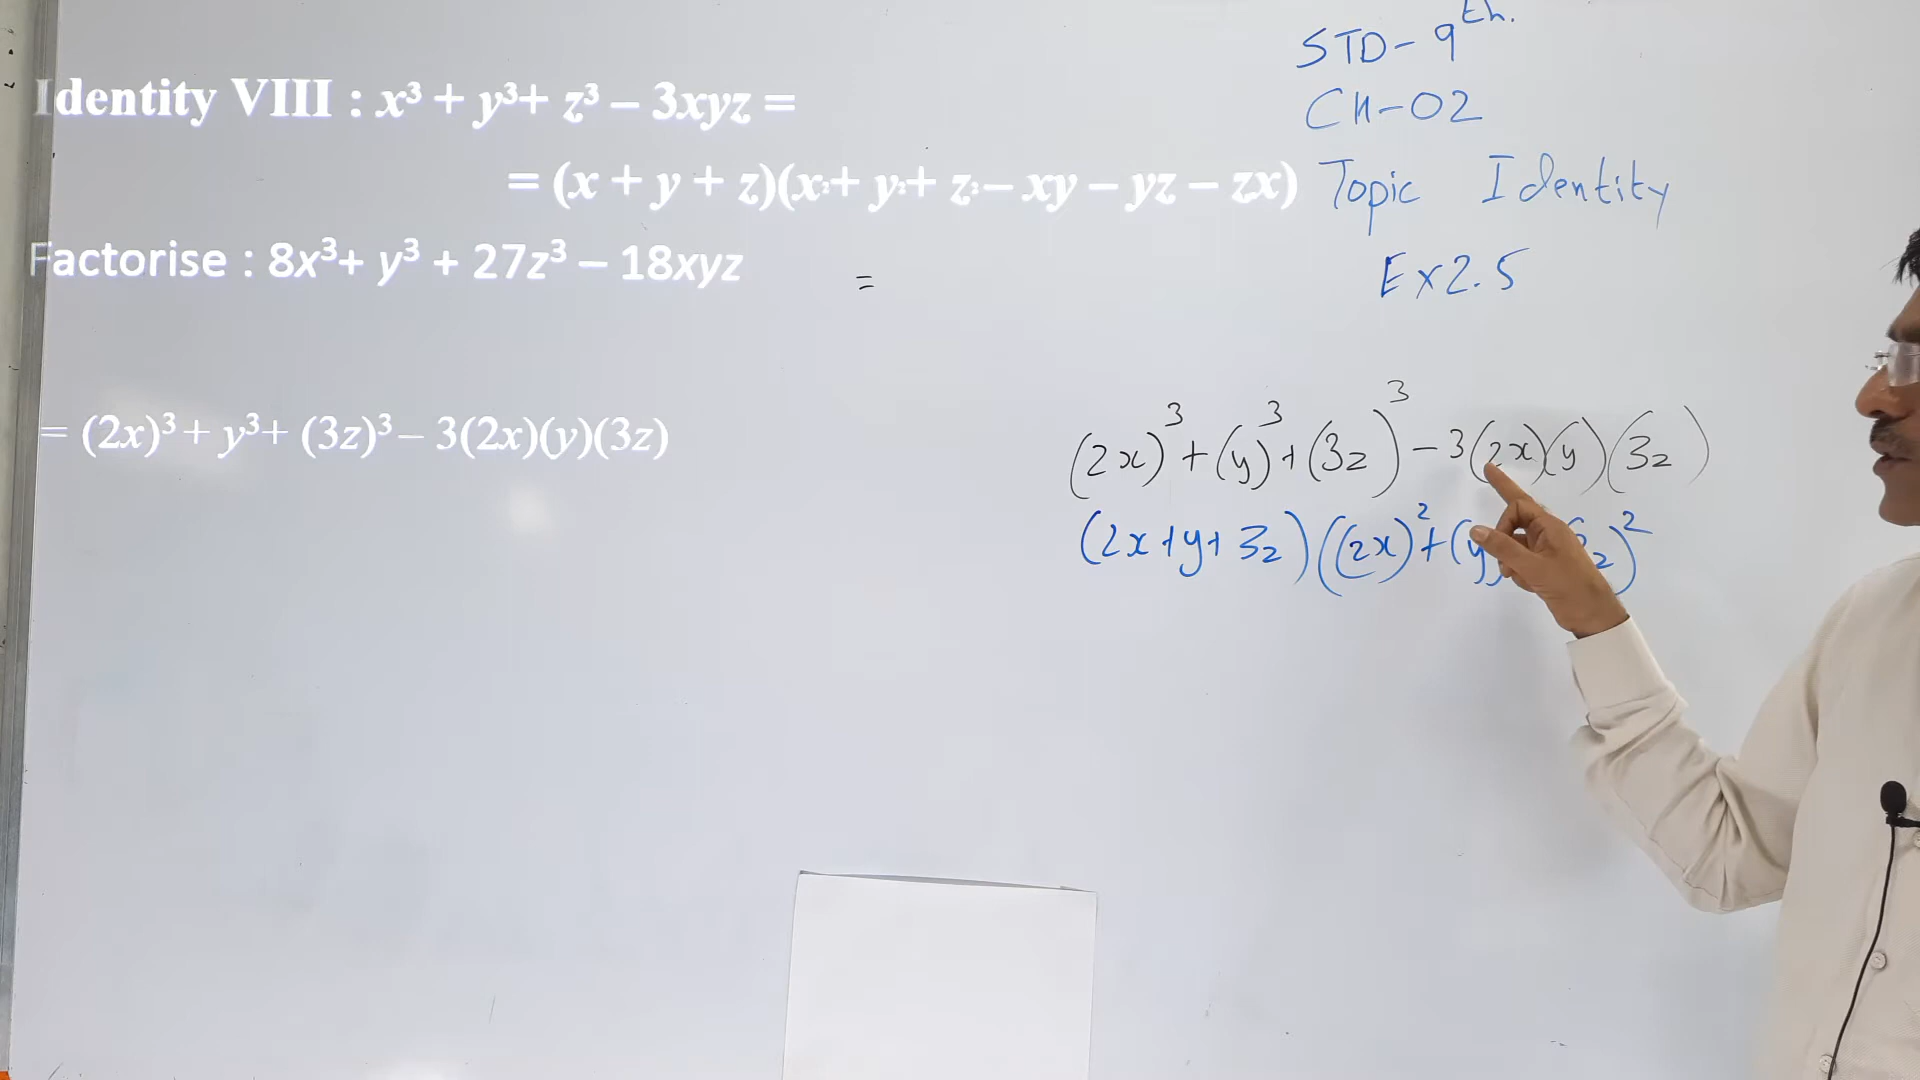 Identity VIII : x³ + y³+ z³ – 3xyz =
= (x + y + z)(x²+ y²+ z²– xy – yz – zx)
Factorise : 8x³+ y³ + 27z³ – 18xyz
=
= (2x)³+ y³+ (3z)³– 3(2x)(y)(3z)
STD- 9th.
CH-02
Topic Identity
Ex2.5
(2x)³+(y)³+(3z)³-3(2x)(y)(3z)
(2x+y+3z)((2x)²+(y z)²